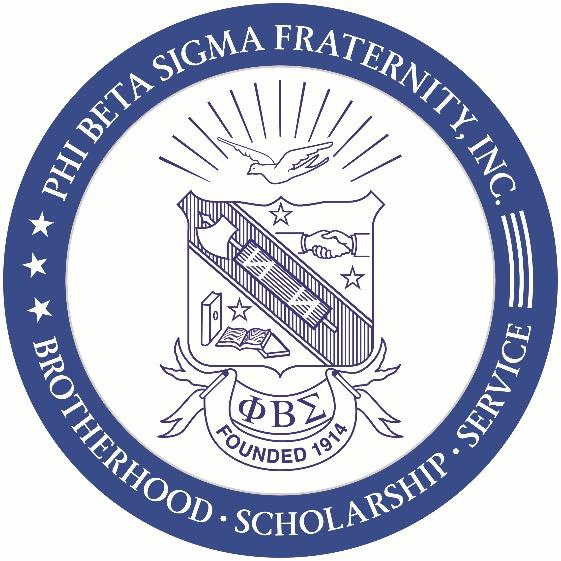 PHI BETA SIGMA FRATERNITY, INC.
ΦΒΣ
FOUNDED 1914
BROTHERHOOD · SCHOLARSHIP · SERVICE